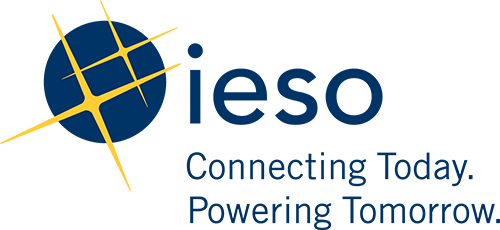 ieso
Connecting Today.
Powering Tomorrow.